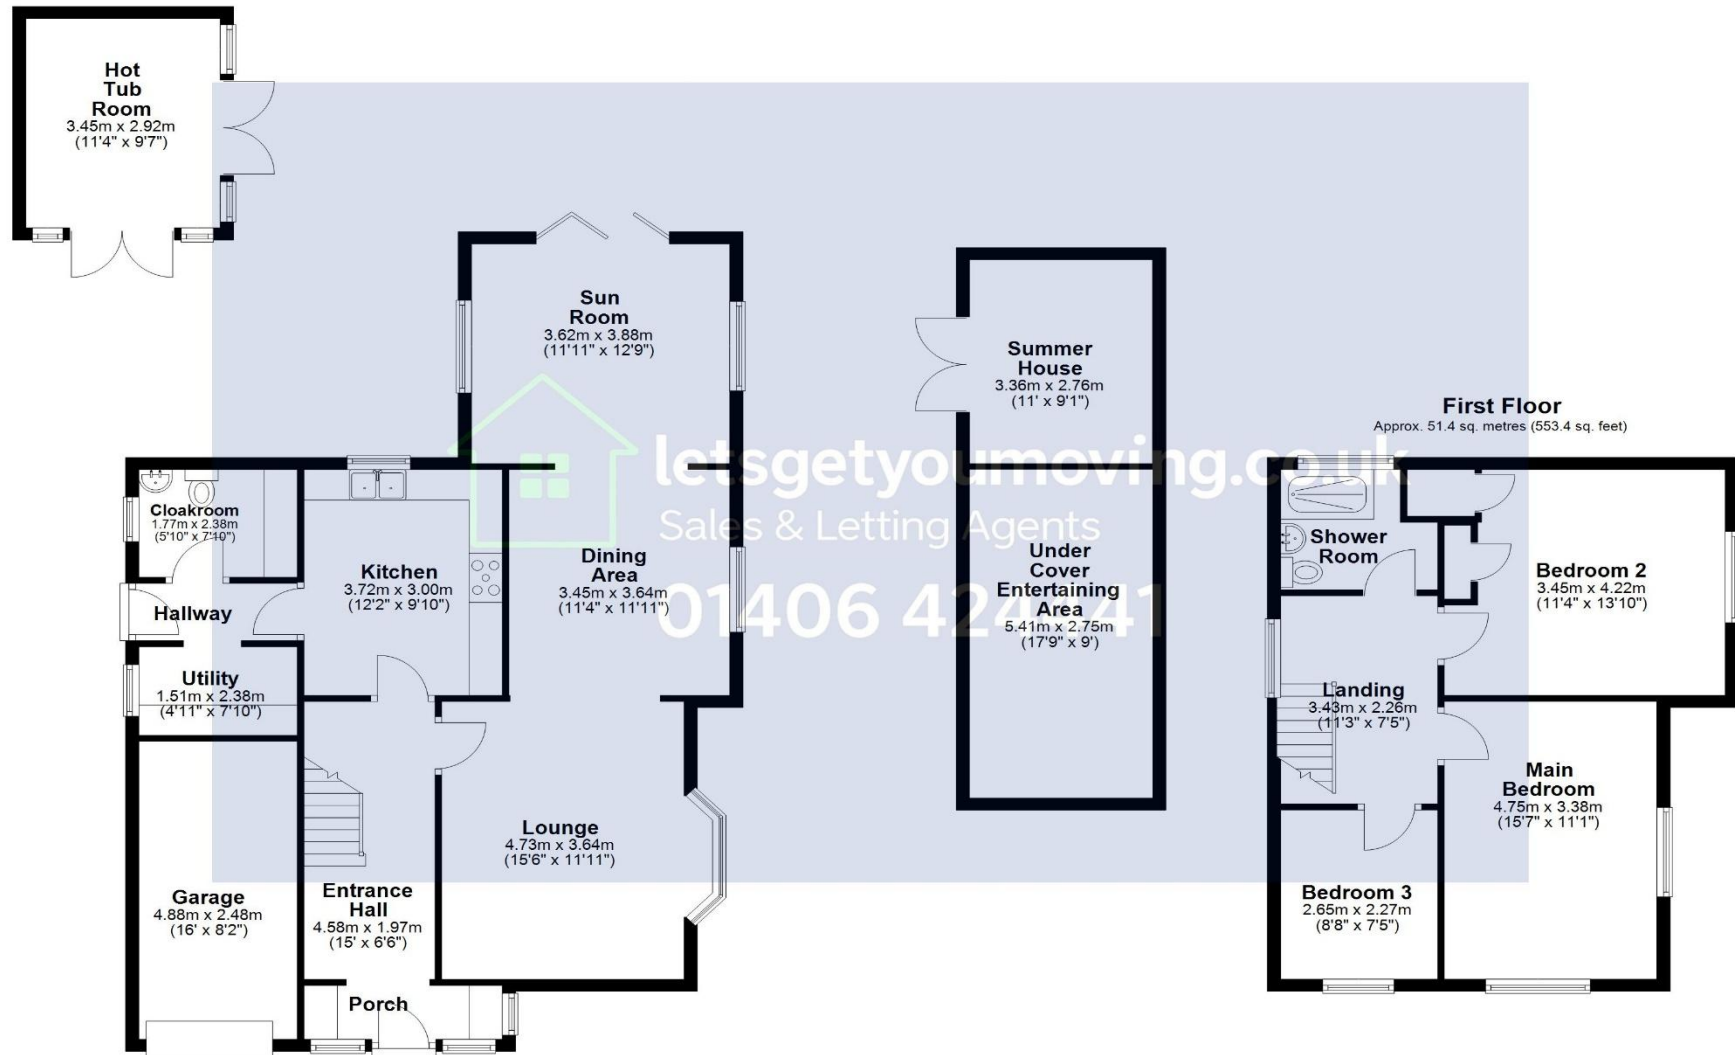 Hot
Tub
Room
3.45m x 2.92m
(11'4" x 9'7")
Sun
Room
3.62m x 3.88m
(11'11" x 12'9")
Summer
House
3.36m x 2.76m
(11' x 9'1")
First Floor
Approx. 51.4 sq. metres (553.4 sq. feet)
letsgetyoumoving.co.uk
Sales & Letting Agents
01406 424441
Cloakroom
1.77m x 2.38m
(5'10" x 7'10")
Kitchen
3.72m x 3.00m
(12'2" x 9'10")
Dining
Area
3.45m x 3.64m
(11'4" x 11'11")
Under
Cover
Entertaining
Area
5.41m x 2.75m
(17'9" x 9')
Shower
Room
Bedroom 2
3.45m x 4.22m
(11'4" x 13'10")
Hallway
Utility
1.51m x 2.38m
(4'11" x 7'10")
Landing
3.43m x 2.26m
(11'3" x 7'5")
Main
Bedroom
4.75m x 3.38m
(15'7" x 11'1")
Lounge
4.73m x 3.64m
(15'6" x 11'11")
Garage
4.88m x 2.48m
(16' x 8'2")
Entrance
Hall
4.58m x 1.97m
(15' x 6'6")
Bedroom 3
2.65m x 2.27m
(8'8" x 7'5")
Porch